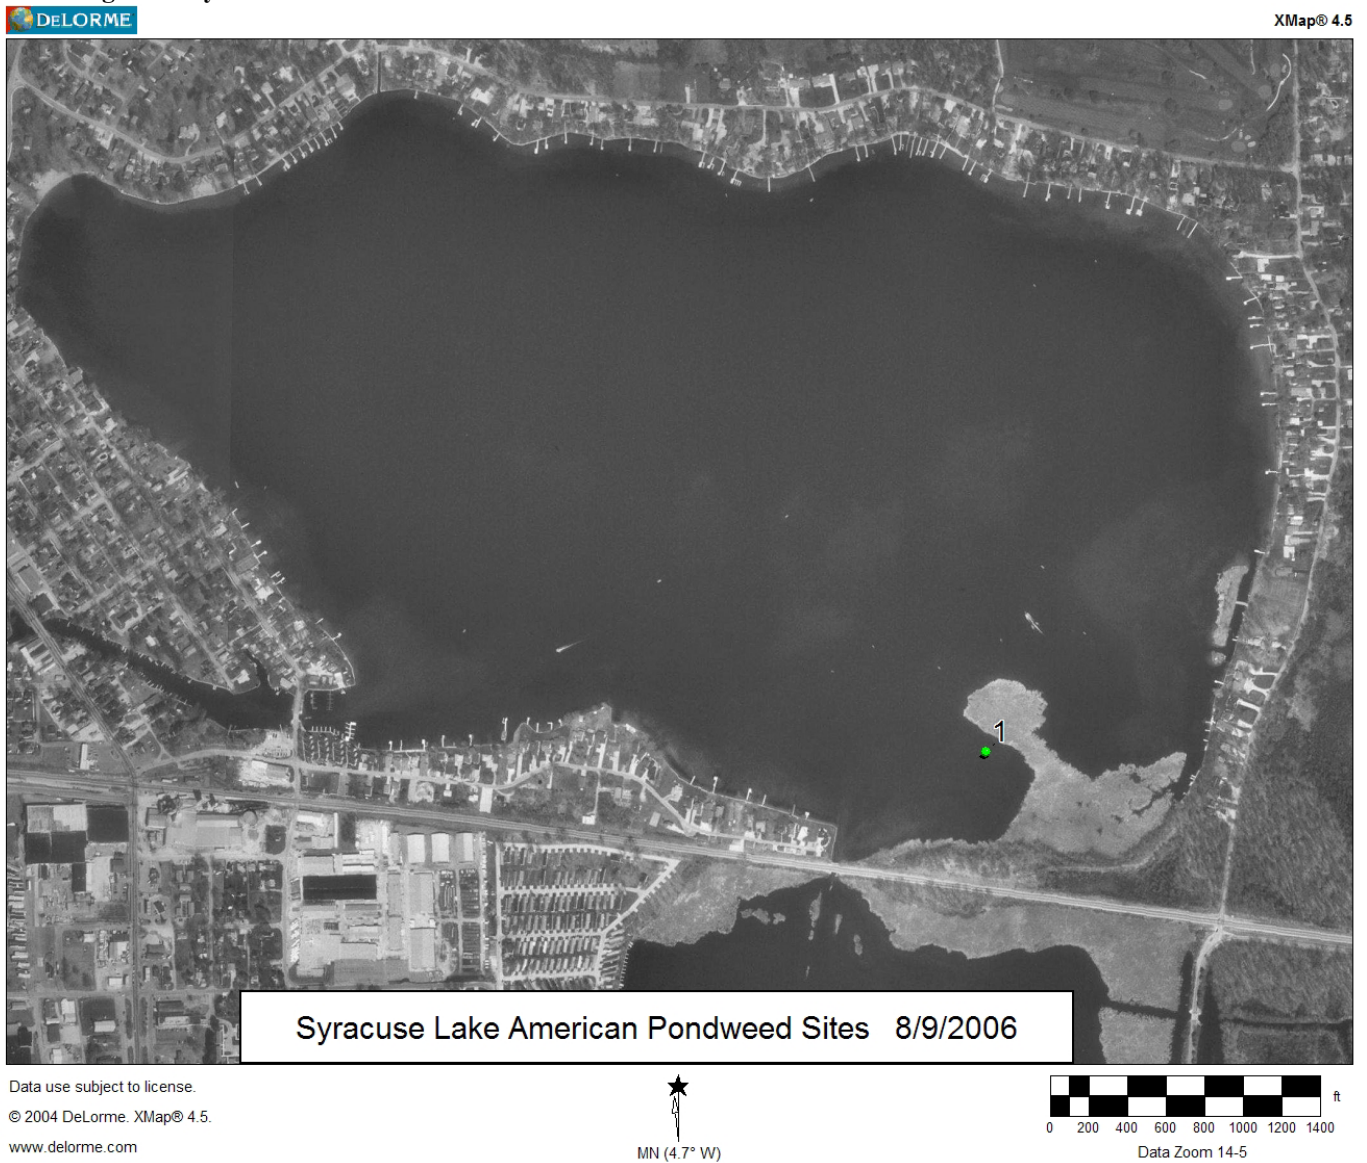 DELORME
XMap® 4.5
1
Syracuse Lake American Pondweed Sites 8/9/2006
Data use subject to license.
© 2004 DeLorme. XMap® 4.5.
www.delorme.com
MN (4.7° W)
ft
0 200 400 600 800 1000 1200 1400
Data Zoom 14-5